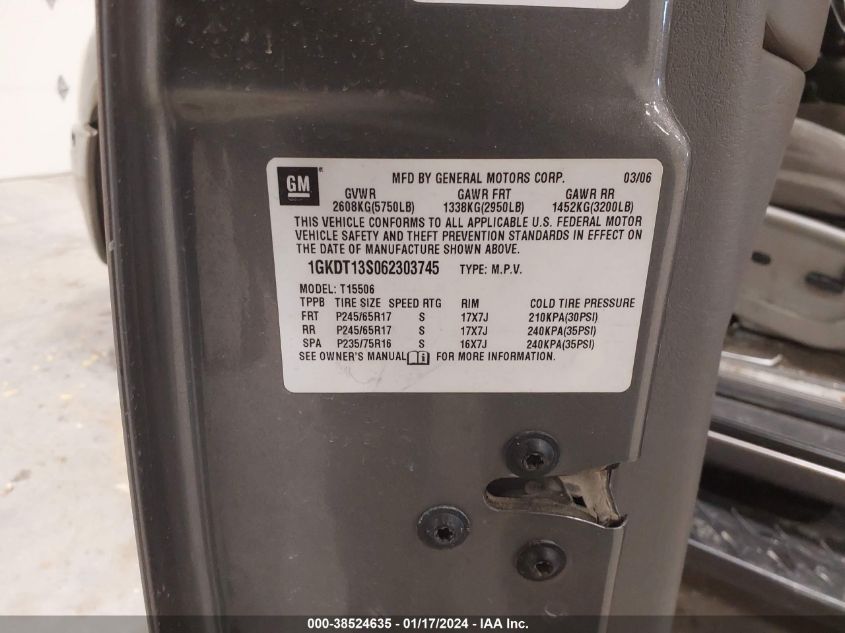 GM
MFD BY GENERAL MOTORS CORP. 03/06
GVWR GAWR FRT GAWR RR
2608KG(5750LB) 1338KG(2950LB) 1452KG(3200LB)
THIS VEHICLE CONFORMS TO ALL APPLICABLE U.S. FEDERAL MOTOR
VEHICLE SAFETY AND THEFT PREVENTION STANDARDS IN EFFECT ON
THE DATE OF MANUFACTURE SHOWN ABOVE.
1GKDT13S062303745 TYPE: M.P.V.
MODEL: T15506
TPPB TIRE SIZE SPEED RTG RIM COLD TIRE PRESSURE
FRT P245/65R17 S 17X7J 210KPA(30PSI)
RR P245/65R17 S 17X7J 240KPA(35PSI)
SPA P235/75R16 S 16X7J 240KPA(35PSI)
SEE OWNER'S MANUAL FOR MORE INFORMATION.
000-38524635 - 01/17/2024 - IAA Inc.